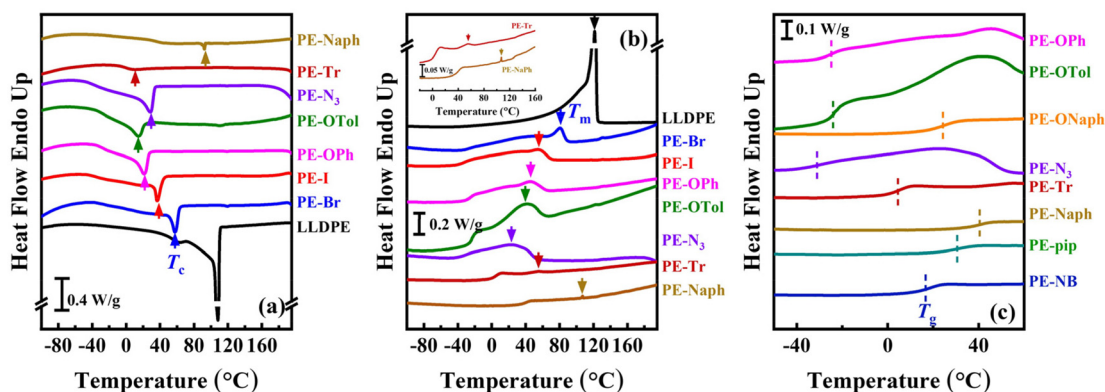 Heat Flow Endo Up
PE-Naph
PE-Tr
PE-N3
PE-OTol
PE-OPh
PE-I
PE-Br
LLDPE
Tc
0.4 W/g
(a)
-80 -40 0 40 80 120 160
Temperature (°C)
Heat Flow Endo Up
PE-Tr
PE-NaPh
0.05 W/g
0 20 40 60 80 100 120 140 160
Temperature (°C)
(b)
Tm
LLDPE
PE-Br
PE-I
PE-OPh
PE-OTol
0.2 W/g
PE-N3
PE-Tr
PE-Naph
-80 -40 0 40 80 120 160
Temperature (°C)
Heat Flow Endo Up
0.1 W/g
PE-OPh
PE-OTol
PE-ONaph
PE-N3
PE-Tr
PE-Naph
PE-pip
PE-NB
Tg
(c)
-40 0 40
Temperature (°C)